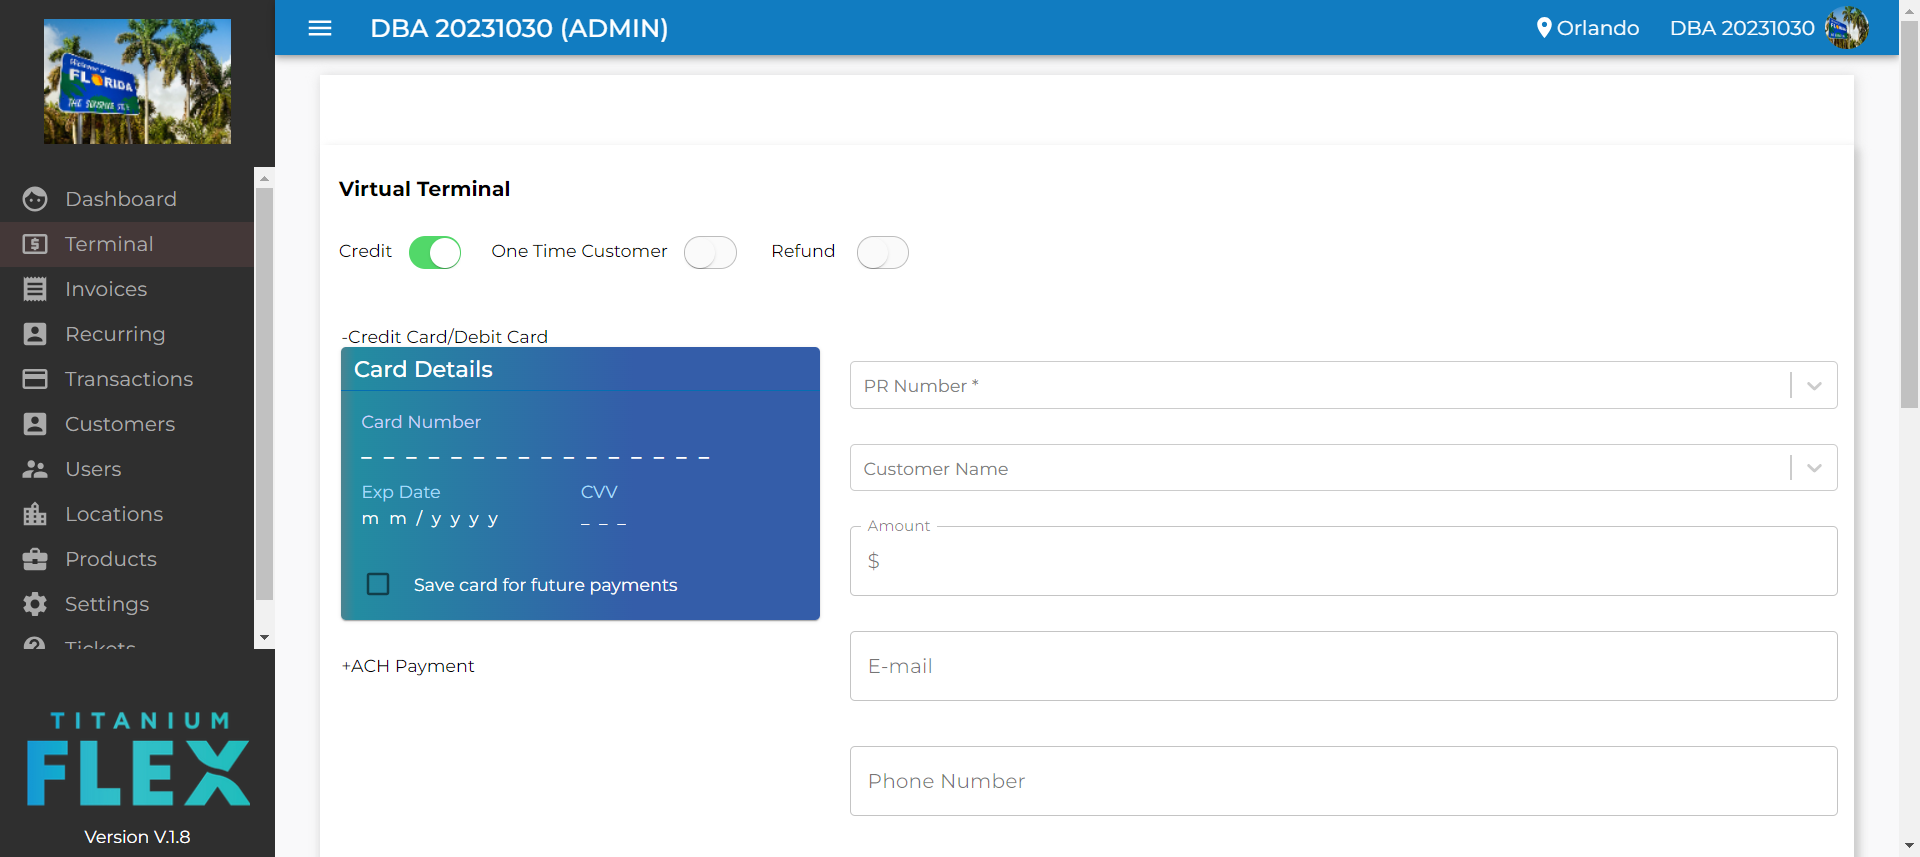 DBA 20231030 (ADMIN)
Orlando
DBA 20231030
Welcome to
FLORIDA
THE SUNSHINE STATE
Dashboard
Terminal
Invoices
Recurring
Transactions
Customers
Users
Locations
Products
Settings
Tickets
TITANIUM
FLEX
Version V.1.8
Virtual Terminal
Credit
One Time Customer
Refund
-Credit Card/Debit Card
Card Details
Card Number
_ _ _ _ _ _ _ _ _ _ _ _ _ _ _ _
Exp Date
CVV
mm/yyyy
_ _ _
Save card for future payments
+ACH Payment
PR Number *
Customer Name
Amount
$
E-mail
Phone Number